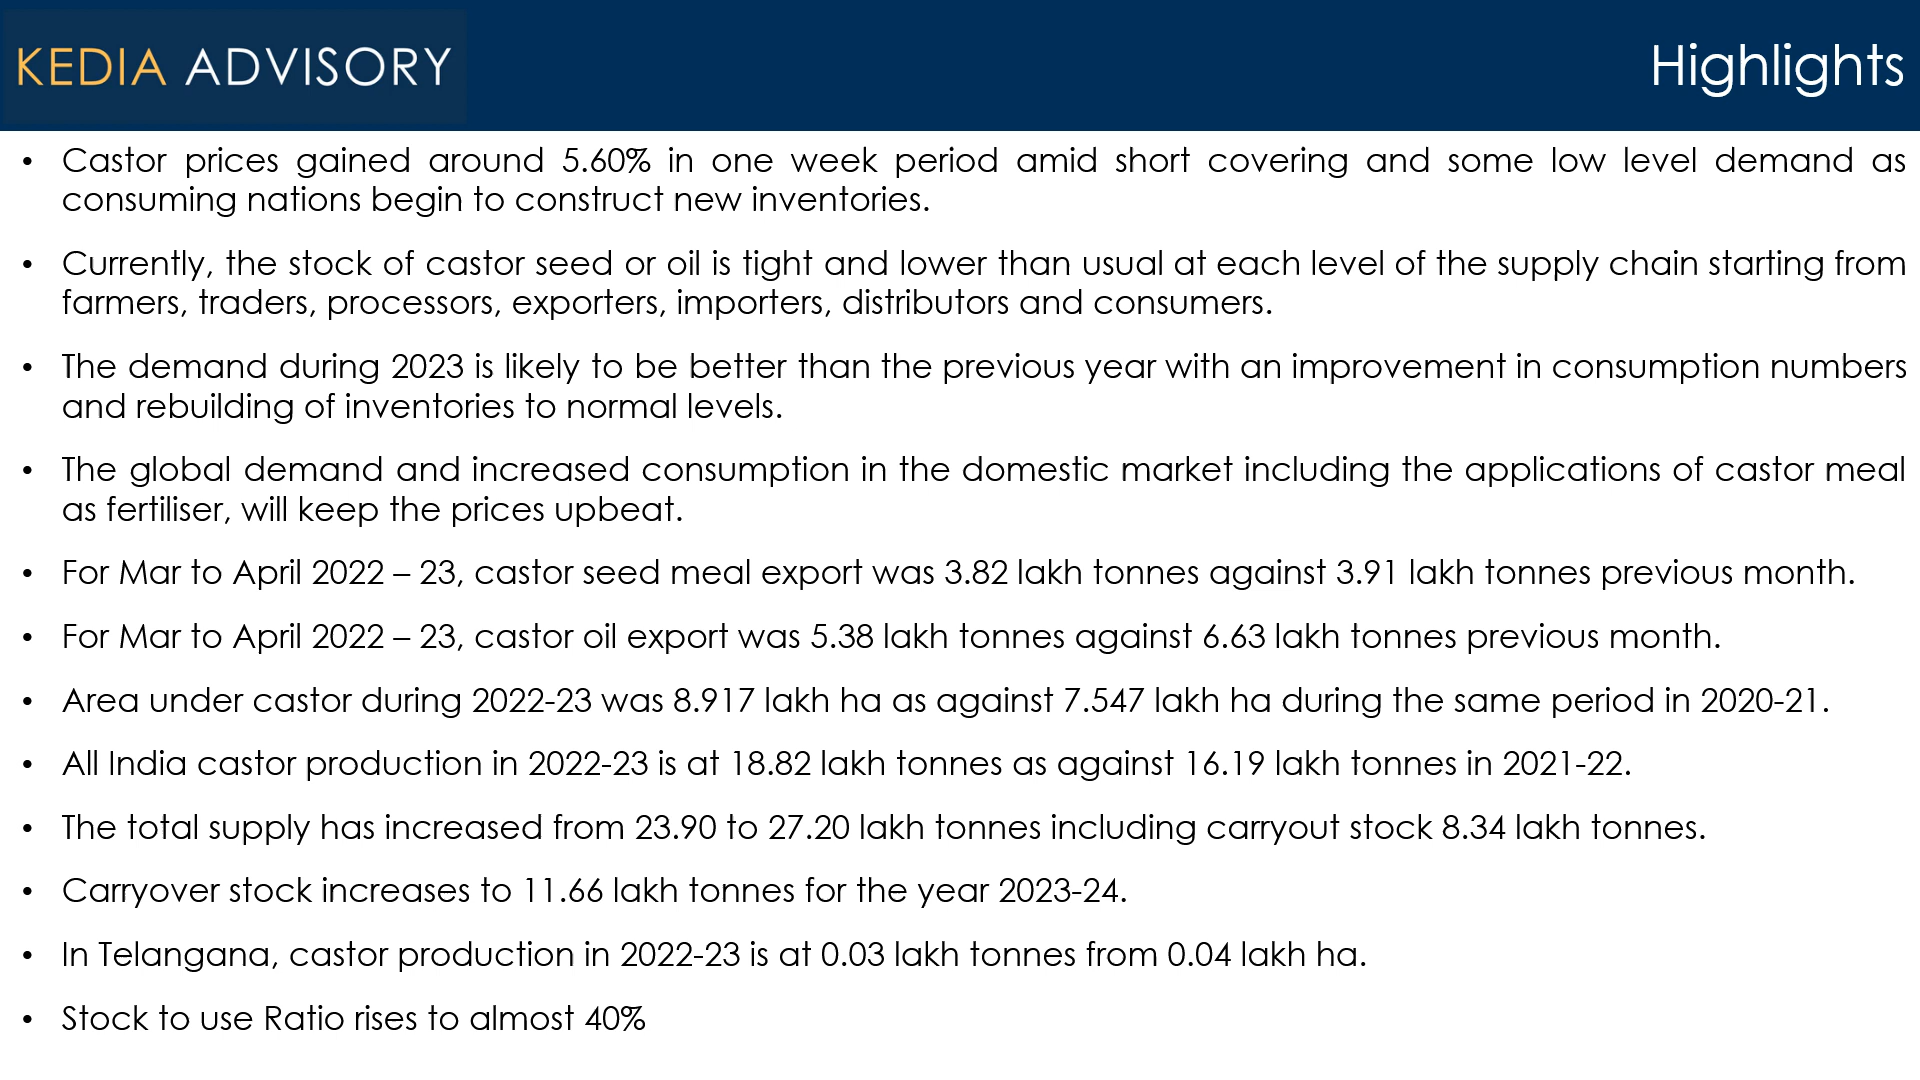 KEDIA ADVISORY
Highlights
• Castor prices gained around 5.60% in one week period amid short covering and some low level demand as
consuming nations begin to construct new inventories.
• Currently, the stock of castor seed or oil is tight and lower than usual at each level of the supply chain starting from
farmers, traders, processors, exporters, importers, distributors and consumers.
• The demand during 2023 is likely to be better than the previous year with an improvement in consumption numbers
and rebuilding of inventories to normal levels.
• The global demand and increased consumption in the domestic market including the applications of castor meal
as fertiliser, will keep the prices upbeat.
• For Mar to April 2022 – 23, castor seed meal export was 3.82 lakh tonnes against 3.91 lakh tonnes previous month.
• For Mar to April 2022 – 23, castor oil export was 5.38 lakh tonnes against 6.63 lakh tonnes previous month.
• Area under castor during 2022-23 was 8.917 lakh ha as against 7.547 lakh ha during the same period in 2020-21.
• All India castor production in 2022-23 is at 18.82 lakh tonnes as against 16.19 lakh tonnes in 2021-22.
• The total supply has increased from 23.90 to 27.20 lakh tonnes including carryout stock 8.34 lakh tonnes.
• Carryover stock increases to 11.66 lakh tonnes for the year 2023-24.
• In Telangana, castor production in 2022-23 is at 0.03 lakh tonnes from 0.04 lakh ha.
• Stock to use Ratio rises to almost 40%